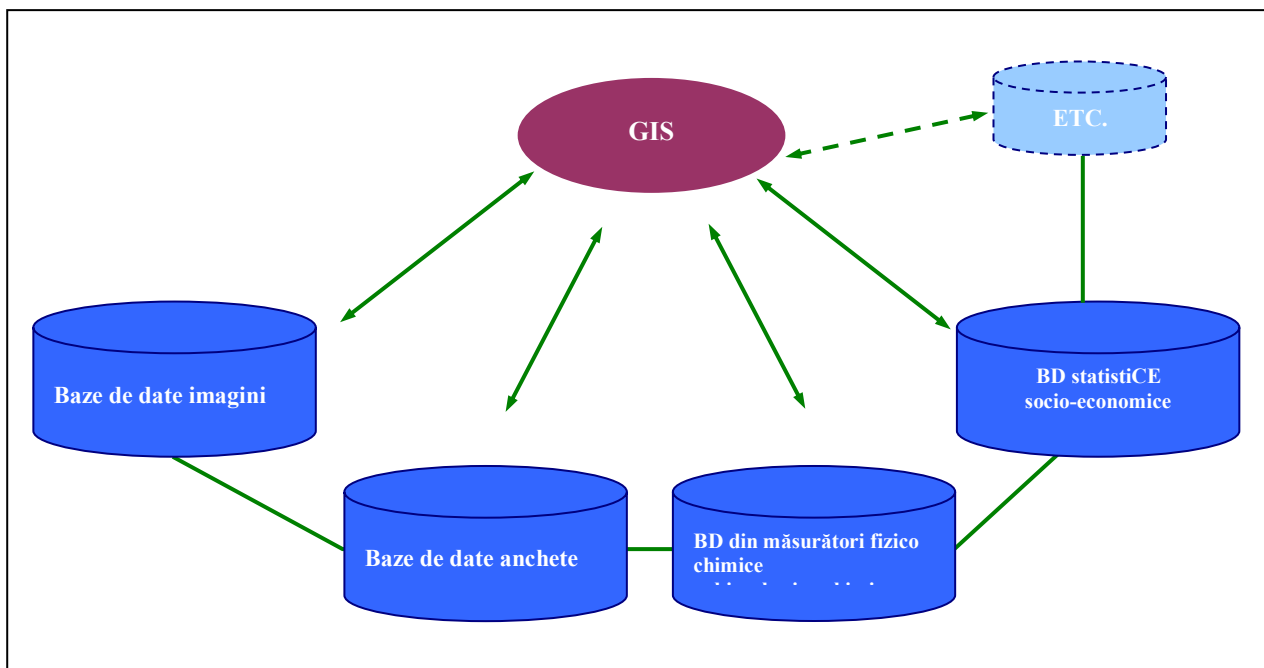 GIS
ETC.
Baze de date imagini
BD statistiCE
socio-economice
Baze de date anchete
BD din măsurători fizico
chimice